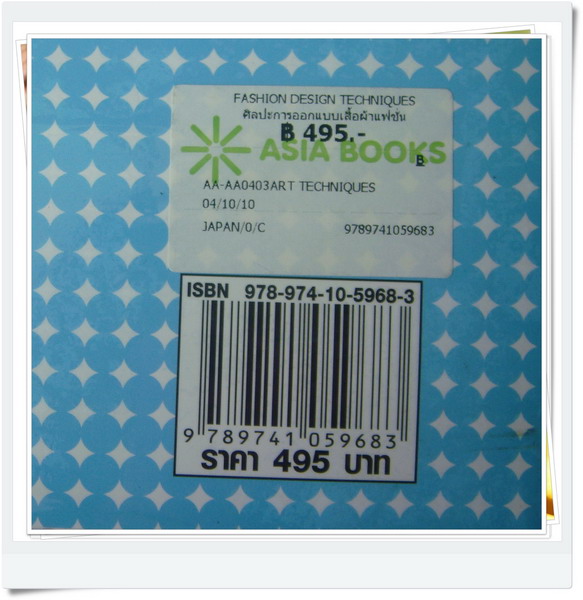 FASHION DESIGN TECHNIQUES
ศิลปะการออกแบบเสื้อผ้าแฟชั่น
฿ 495.-
ASIA BOOKS
฿
AA-AA0403ART TECHNIQUES
04/10/10
JAPAN/0/C 9789741059683
ISBN 978-974-10-5968-3
9 789741 059683
ราคา 495 บาท